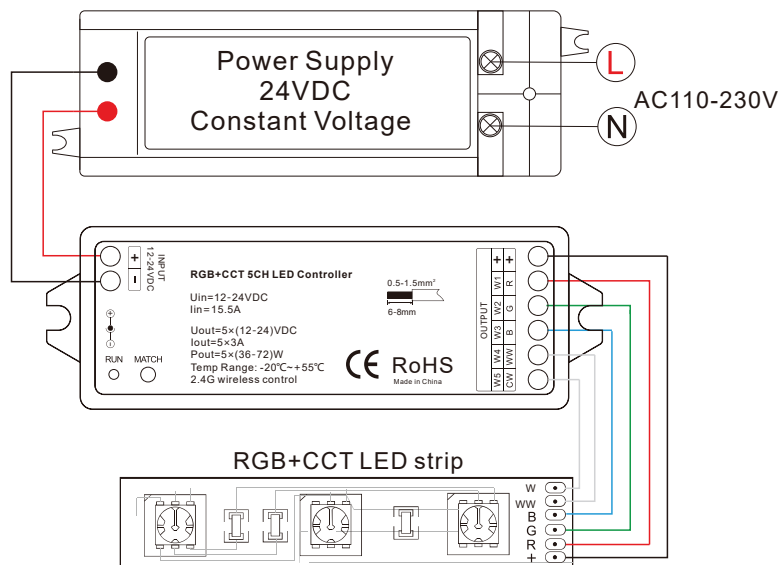 Power Supply
24VDC
Constant Voltage
L
N
AC110-230V
+
-
INPUT
12-24VDC
RUN
MATCH
RGB+CCT 5CH LED Controller
Uin=12-24VDC
Iin=15.5A
Uout=5×(12-24)VDC
Iout=5×3A
Pout=5×(36-72)W
Temp Range: -20℃~+55℃
2.4G wireless control
0.5-1.5mm²
6-8mm
CE RoHS
Made in China
OUTPUT
+ +
W1 R
W2 G
W3 B
W4 WW
W5 CW
RGB+CCT LED strip
W
WW
B
G
R
+